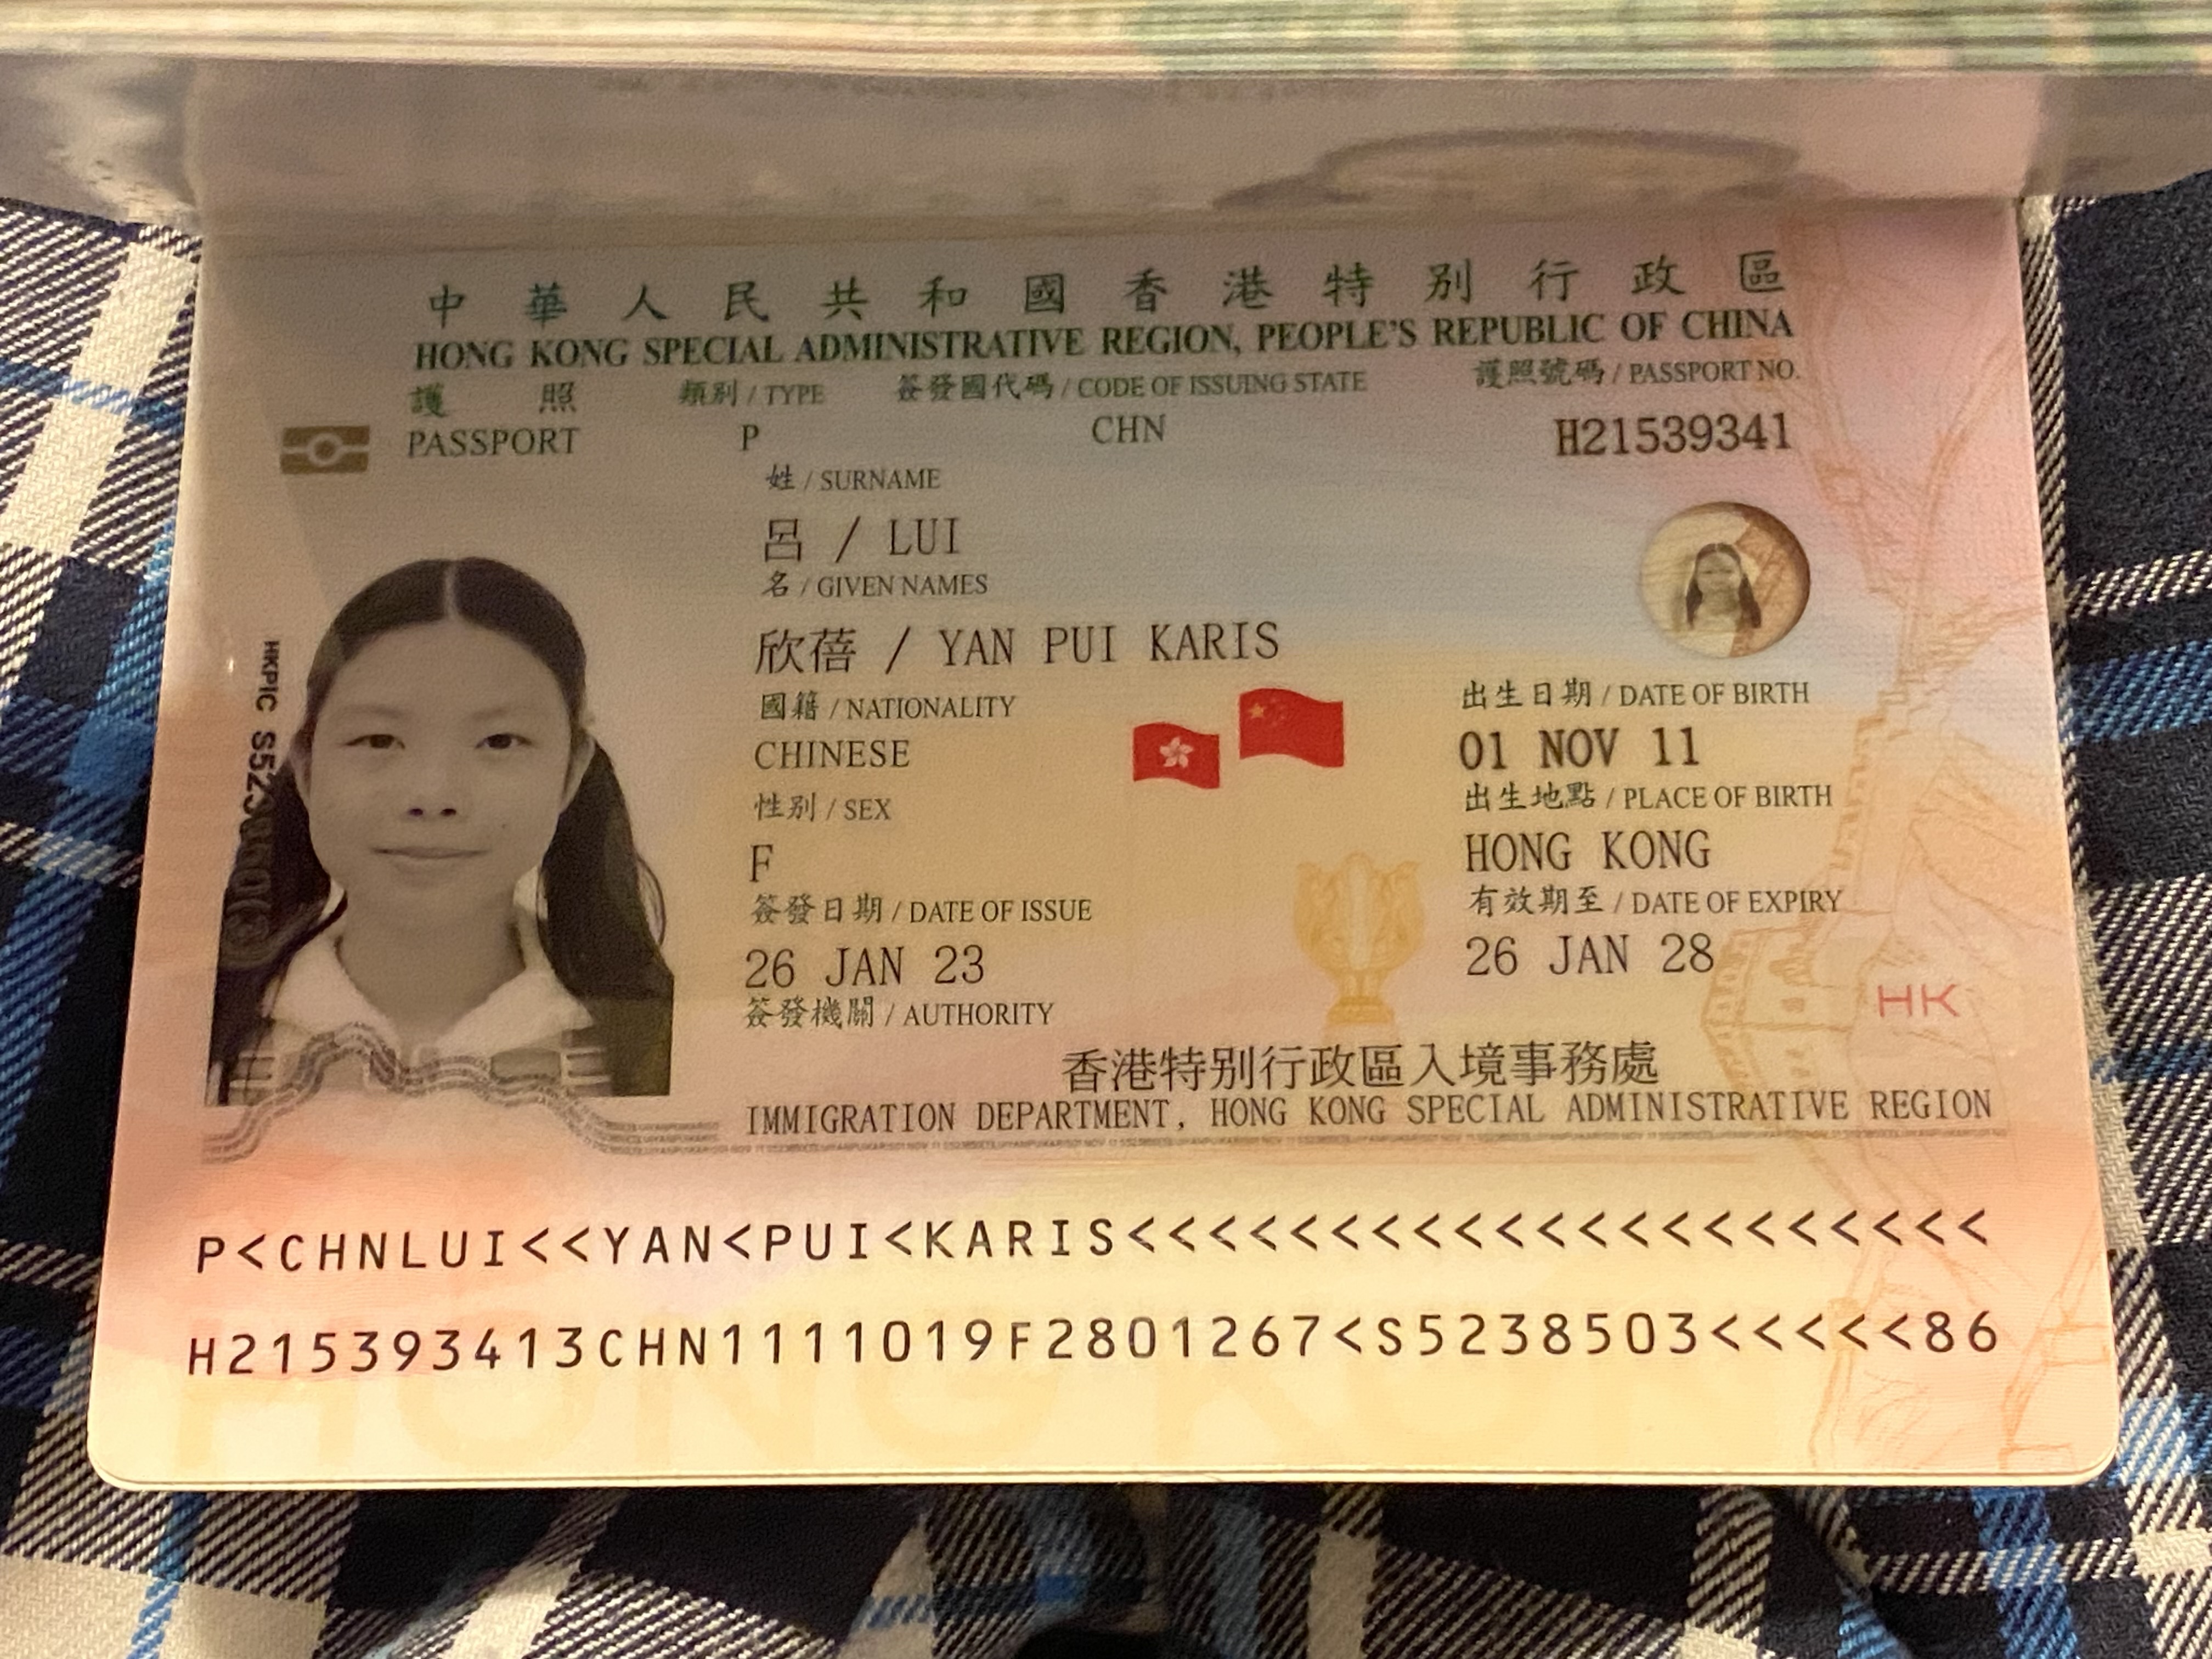 中華人民共和國香港特別行政區
HONG KONG SPECIAL ADMINISTRATIVE REGION, PEOPLE'S REPUBLIC OF CHINA
護照 類別 / TYPE 簽發國代碼 / CODE OF ISSUING STATE 護照號碼 / PASSPORT NO.
PASSPORT P CHN H21539341
姓 / SURNAME
呂 / LUI
名 / GIVEN NAMES
欣蓓 / YAN PUI KARIS
國籍 / NATIONALITY 出生日期 / DATE OF BIRTH
CHINESE 01 NOV 11
性別 / SEX 出生地點 / PLACE OF BIRTH
F HONG KONG
簽發日期 / DATE OF ISSUE 有效期至 / DATE OF EXPIRY
26 JAN 23 26 JAN 28
簽發機關 / AUTHORITY
HK
香港特別行政區入境事務處
IMMIGRATION DEPARTMENT, HONG KONG SPECIAL ADMINISTRATIVE REGION
HKPIC
P<CHNLUI<<YAN<PUI<KARIS<<<<<<<<<<<<<<<<<<<<<
H215393413CHN1111019F2801267<S5238503<<<<<86
HONG KONG